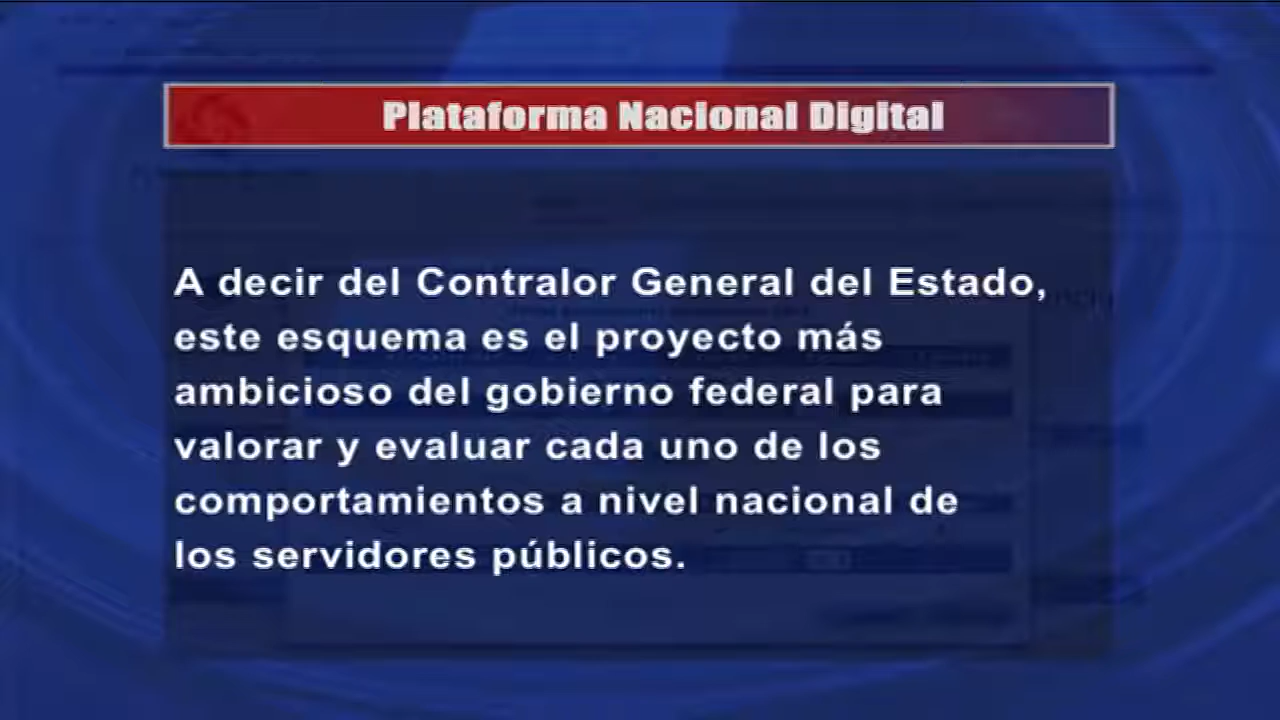 Plataforma Nacional Digital
A decir del Contralor General del Estado,
este esquema es el proyecto más
ambicioso del gobierno federal para
valorar y evaluar cada uno de los
comportamientos a nivel nacional de
los servidores públicos.